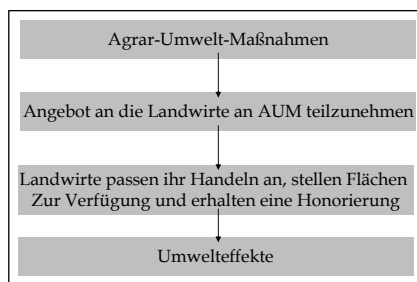 Agrar-Umwelt-Maßnahmen
Angebot an die Landwirte an AUM teilzunehmen
Landwirte passen ihr Handeln an, stellen Flächen
Zur Verfügung und erhalten eine Honorierung
Umwelteffekte